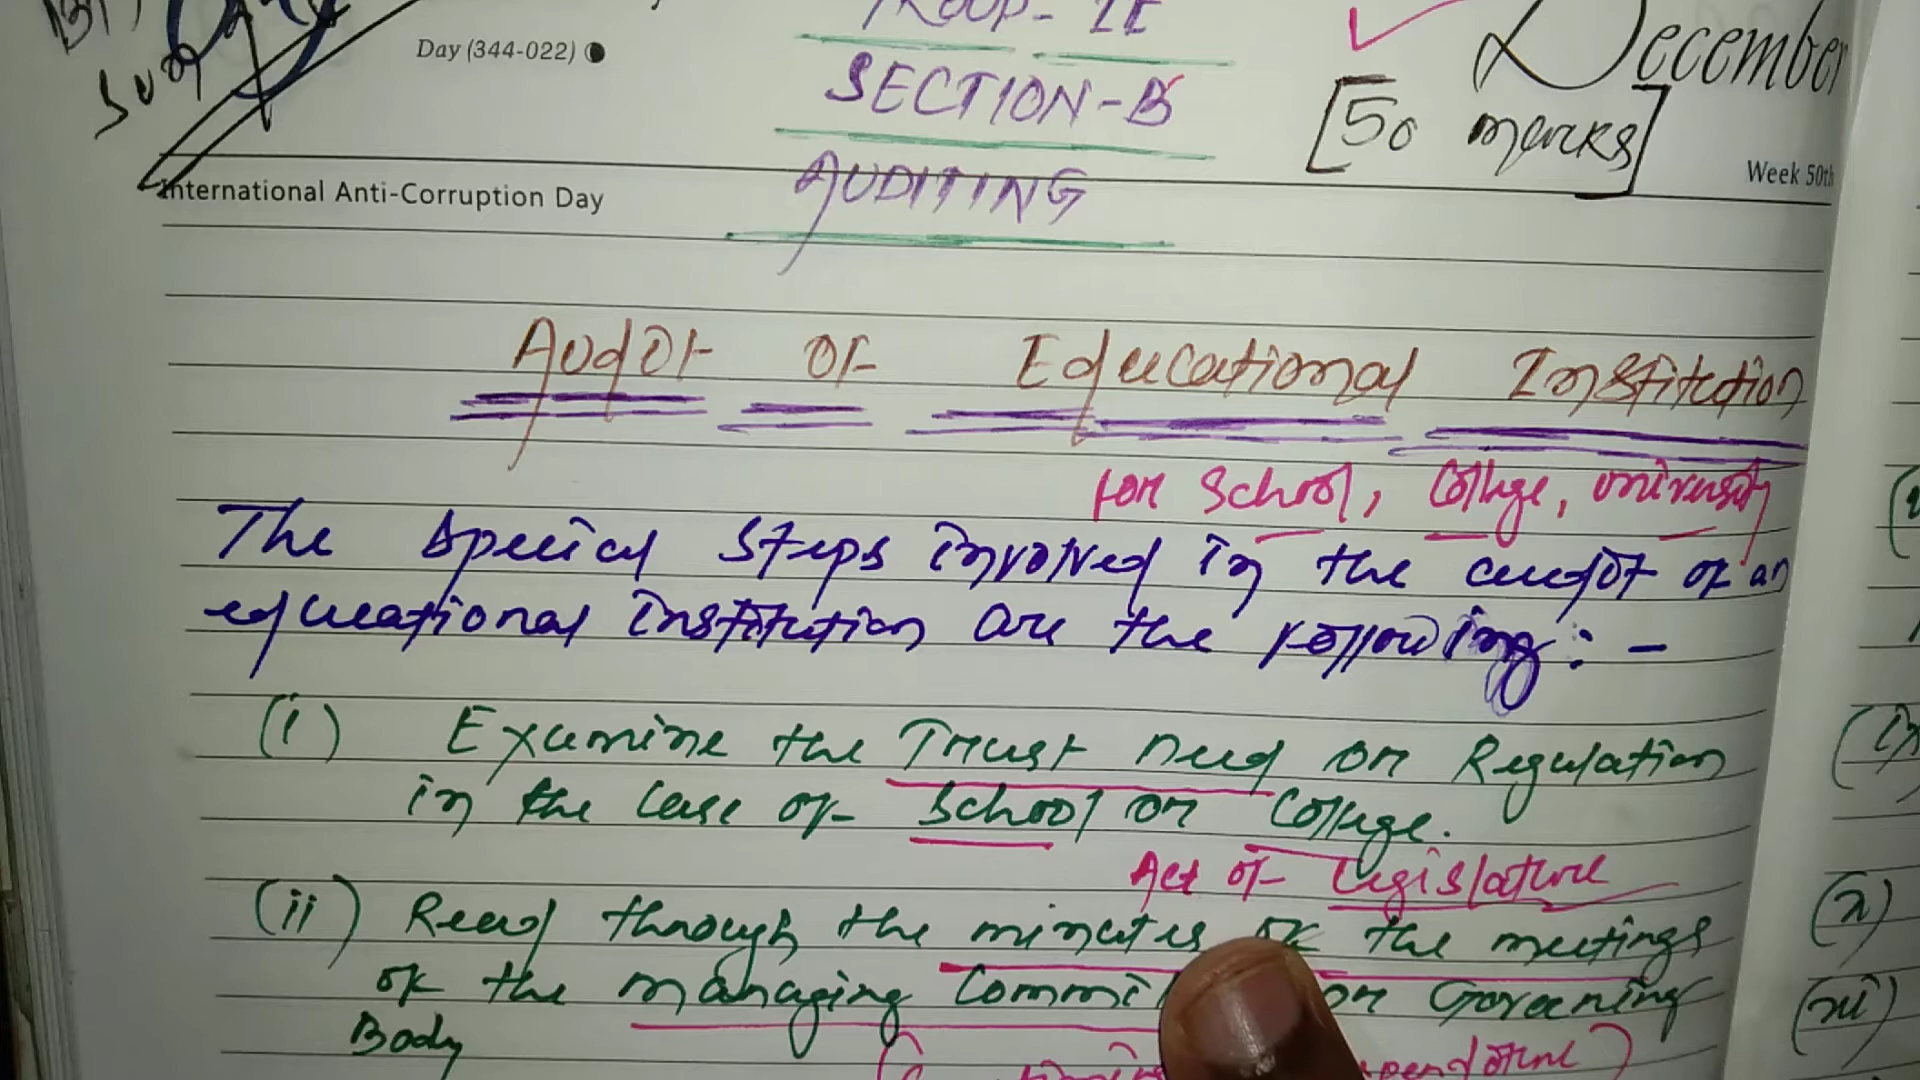 Day (344-022)
December
SECTION-B
[50 marks]
Week 50th
AUDITING
International Anti-Corruption Day
Audit of Educational Institution
for School, College, University
The special steps involved in the audit of an
educational institution are the following: -
(i) Examine the Trust Deed or Regulation
in the case of School or College.
Act of Legislature
(ii) Read through the minutes of the meetings
of the managing Commi or Governing
Body
(x)
(xi)